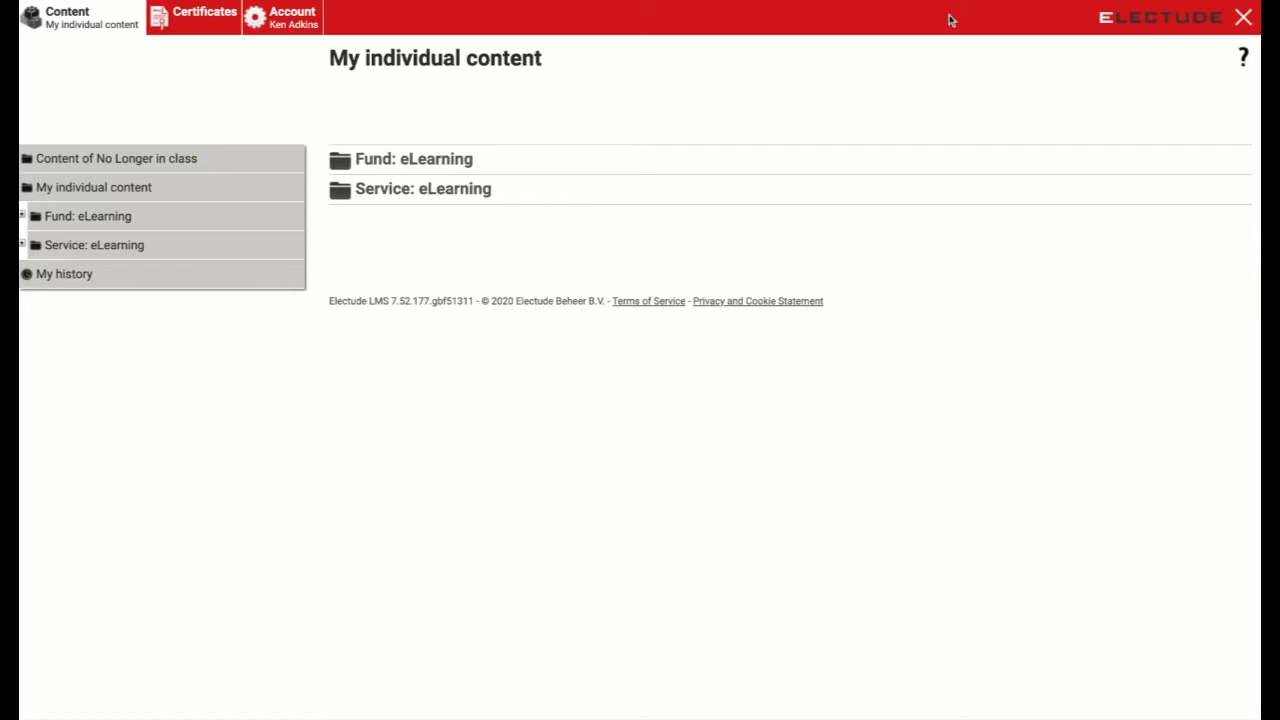 Content
My individual content
Certificates
Account
Ken Adkins
ELECTUDE
My individual content
?
Content of No Longer in class
My individual content
Fund: eLearning
Service: eLearning
My history
Fund: eLearning
Service: eLearning
Electude LMS 7.52.177.gbf51311 - © 2020 Electude Beheer B.V. - Terms of Service - Privacy and Cookie Statement